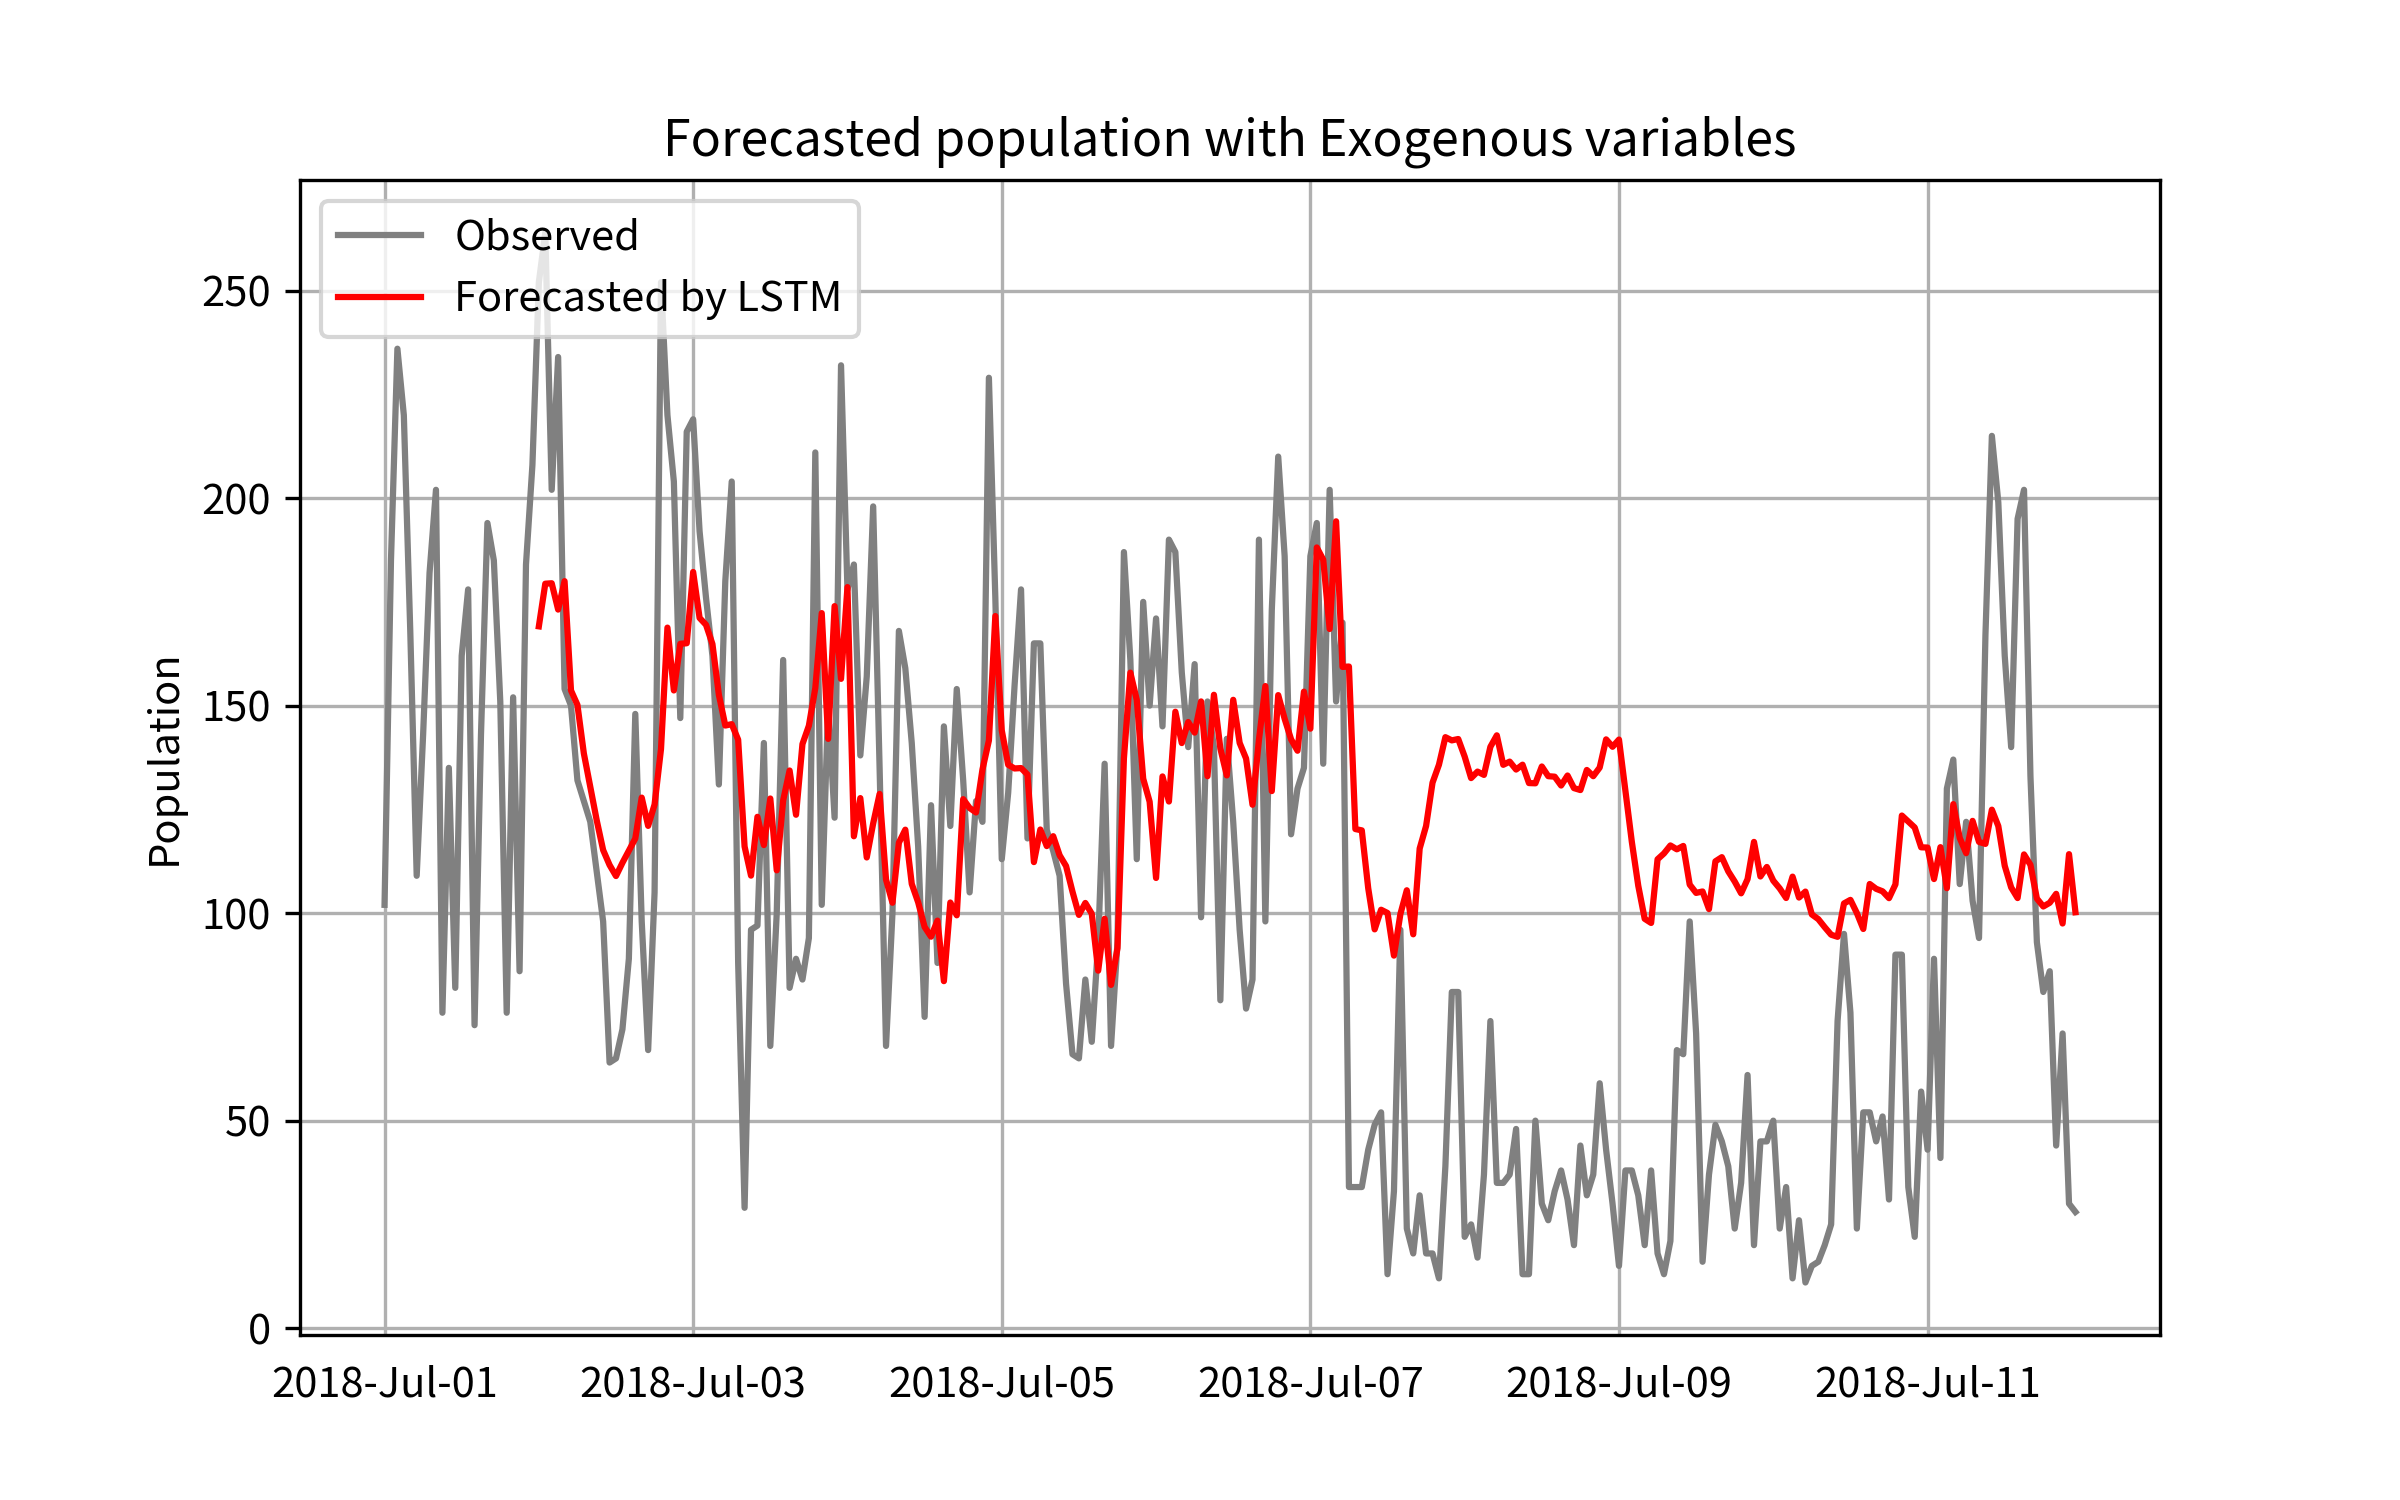 Forecasted population with Exogenous variables
Observed
Forecasted by LSTM
Population
250
200
150
100
50
0
2018-Jul-01
2018-Jul-03
2018-Jul-05
2018-Jul-07
2018-Jul-09
2018-Jul-11